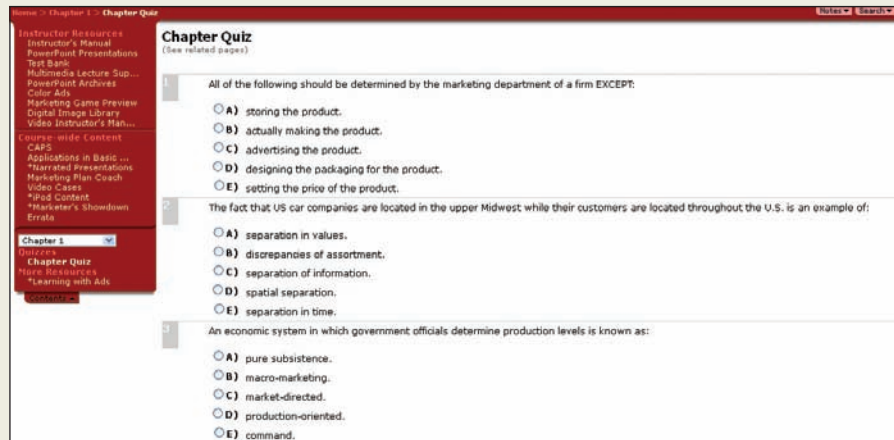 Home > Chapter 1 > Chapter Quiz
Notes
Search
Instructor Resources
Instructor's Manual
PowerPoint Presentations
Test Bank
Multimedia Lecture Sup...
PowerPoint Archives
Color Ads
Marketing Game Preview
Digital Image Library
Video Instructor's Man...
Course-wide Content
CAPS
Applications in Basic ...
*Narrated Presentations
Marketing Plan Coach
Video Cases
*iPod Content
*Marketer's Showdown
Errata
Chapter 1
Quizzes
Chapter Quiz
More Resources
*Learning with Ads
Contents
Chapter Quiz
(See related pages)
1
All of the following should be determined by the marketing department of a firm EXCEPT:
A) storing the product.
B) actually making the product.
C) advertising the product.
D) designing the packaging for the product.
E) setting the price of the product.
2
The fact that US car companies are located in the upper Midwest while their customers are located throughout the U.S. is an example of:
A) separation in values.
B) discrepancies of assortment.
C) separation of information.
D) spatial separation.
E) separation in time.
3
An economic system in which government officials determine production levels is known as:
A) pure subsistence.
B) macro-marketing.
C) market-directed.
D) production-oriented.
E) command.